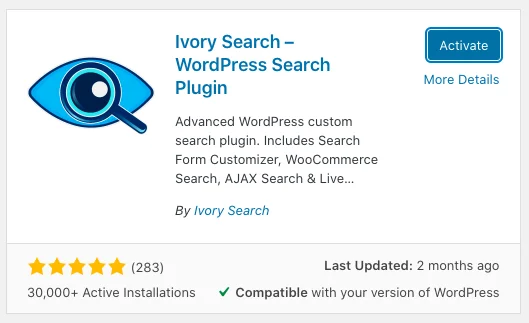 Ivory Search –
WordPress Search
Plugin
Activate
More Details
Advanced WordPress custom
search plugin. Includes Search
Form Customizer, WooCommerce
Search, AJAX Search & Live...
By Ivory Search
(283)
Last Updated: 2 months ago
30,000+ Active Installations
Compatible with your version of WordPress